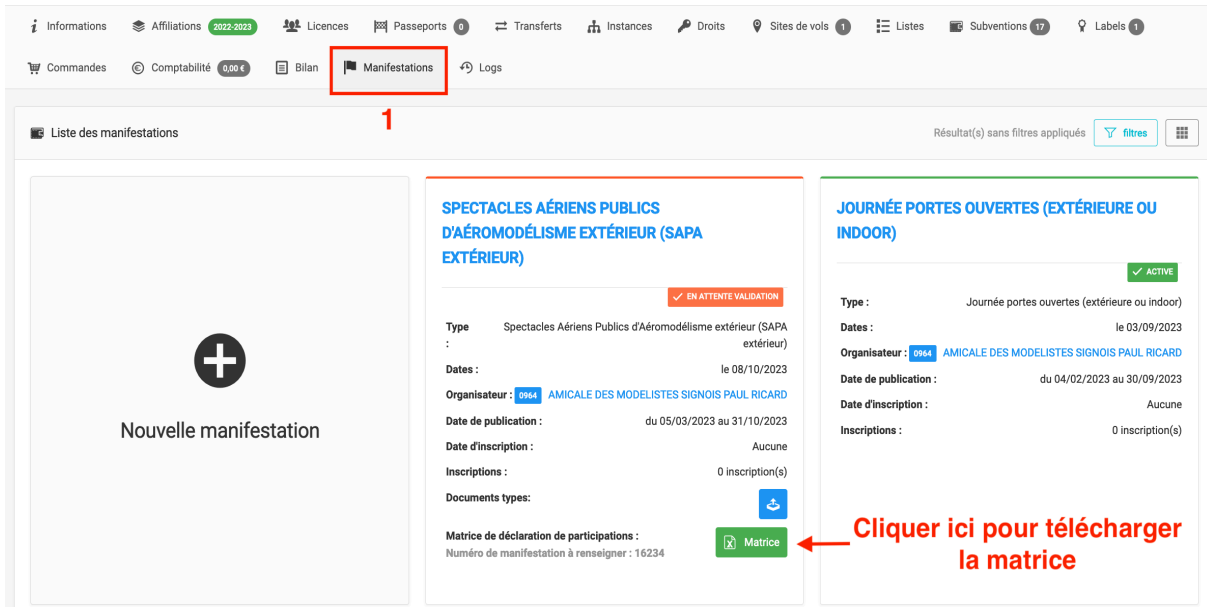 Informations Affiliations 2022-2023 Licences Passeports 0 Transferts Instances Droits Sites de vols 1 Listes Subventions 17 Labels 1
Commandes Comptabilité 0,00 € Bilan Manifestations Logs
1
Liste des manifestations Résultat(s) sans filtres appliqués filtres
Nouvelle manifestation
SPECTACLES AÉRIENS PUBLICS
D'AÉROMODÉLISME EXTÉRIEUR (SAPA
EXTÉRIEUR)
EN ATTENTE VALIDATION
Type Spectacles Aériens Publics d'Aéromodélisme extérieur (SAPA
: extérieur)
Dates : le 08/10/2023
Organisateur : 0964 AMICALE DES MODELISTES SIGNOIS PAUL RICARD
Date de publication : du 05/03/2023 au 31/10/2023
Date d'inscription : Aucune
Inscriptions : 0 inscription(s)
Documents types:
Matrice de déclaration de participations :
Numéro de manifestation à renseigner : 16234
Matrice
JOURNÉE PORTES OUVERTES (EXTÉRIEURE OU
INDOOR)
ACTIVE
Type : Journée portes ouvertes (extérieure ou indoor)
Dates : le 03/09/2023
Organisateur : 0964 AMICALE DES MODELISTES SIGNOIS PAUL RICARD
Date de publication : du 04/02/2023 au 30/09/2023
Date d'inscription : Aucune
Inscriptions : 0 inscription(s)
Cliquer ici pour télécharger
la matrice